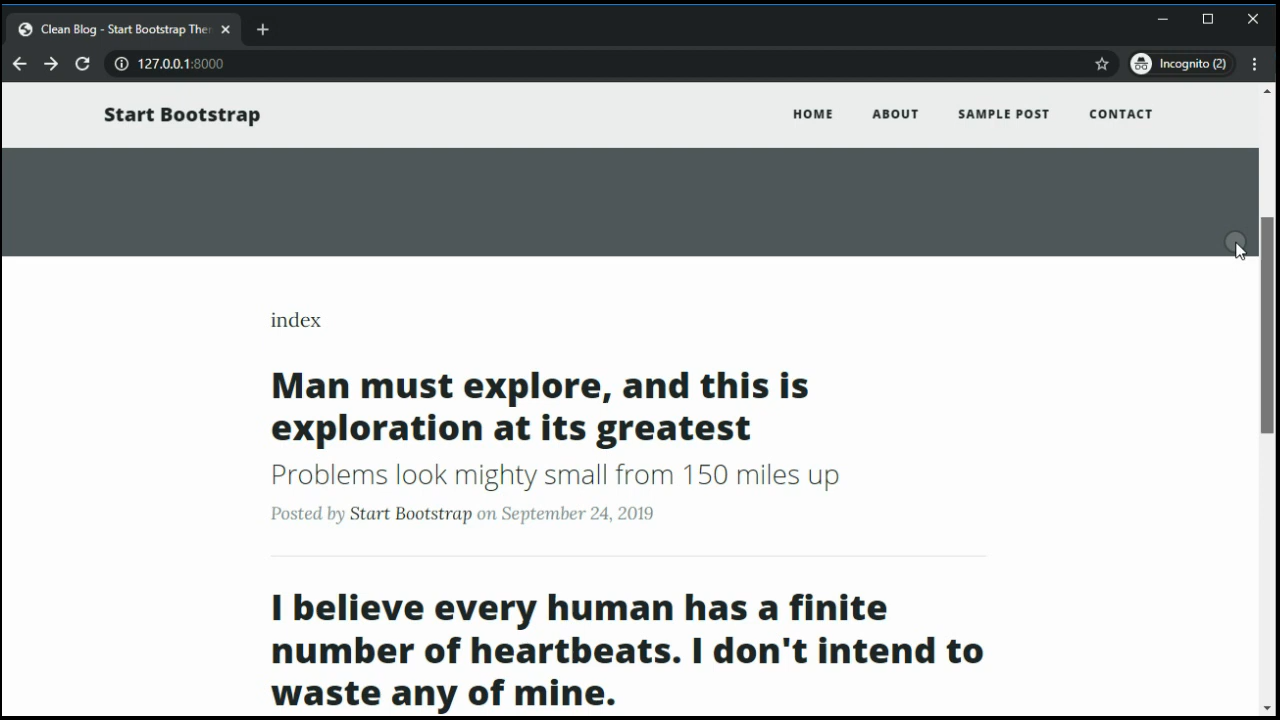 Clean Blog - Start Bootstrap The
127.0.0.1:8000
Incognito (2)
Start Bootstrap
HOME
ABOUT
SAMPLE POST
CONTACT
index
Man must explore, and this is
exploration at its greatest
Problems look mighty small from 150 miles up
Posted by Start Bootstrap on September 24, 2019
I believe every human has a finite
number of heartbeats. I don't intend to
waste any of mine.